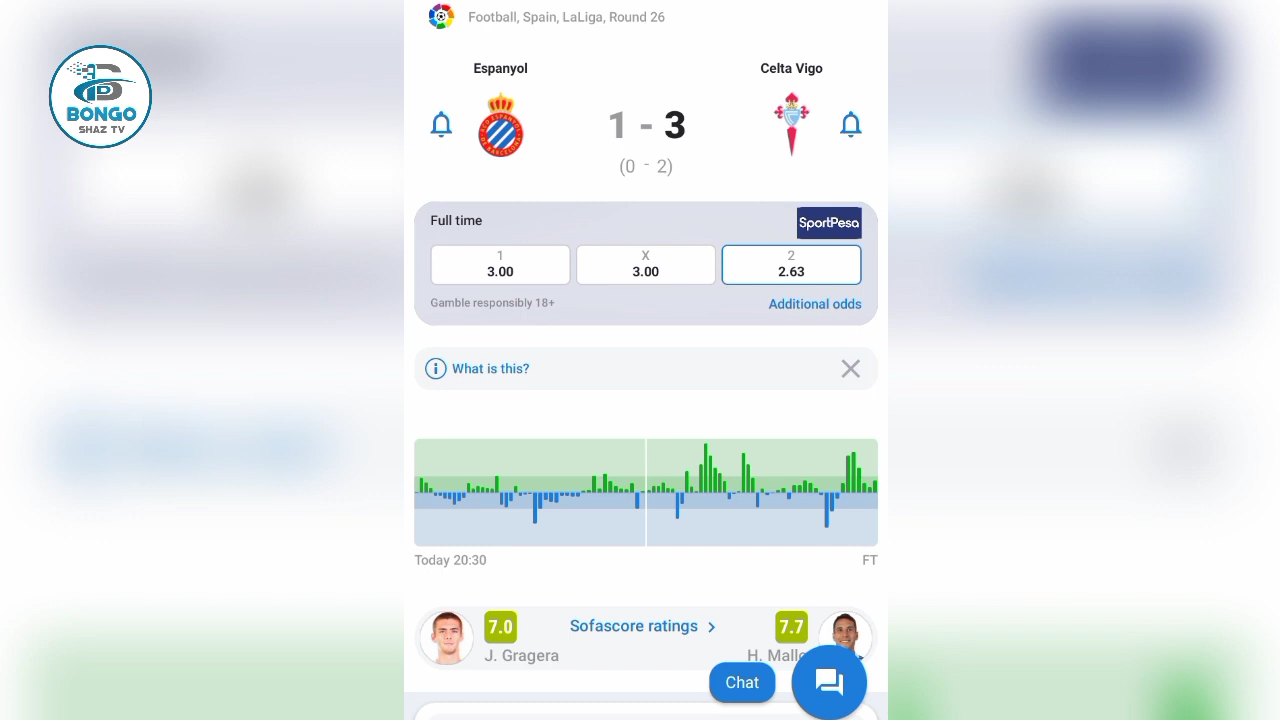 Football, Spain, LaLiga, Round 26
BONGO
SHAZ TV
Espanyol
Celta Vigo
1 - 3
(0 - 2)
Full time
SportPesa
1
3.00
X
3.00
2
2.63
Gamble responsibly 18+
Additional odds
What is this?
Today 20:30
FT
7.0
Sofascore ratings
7.7
J. Gragera
H. Mallo
Chat